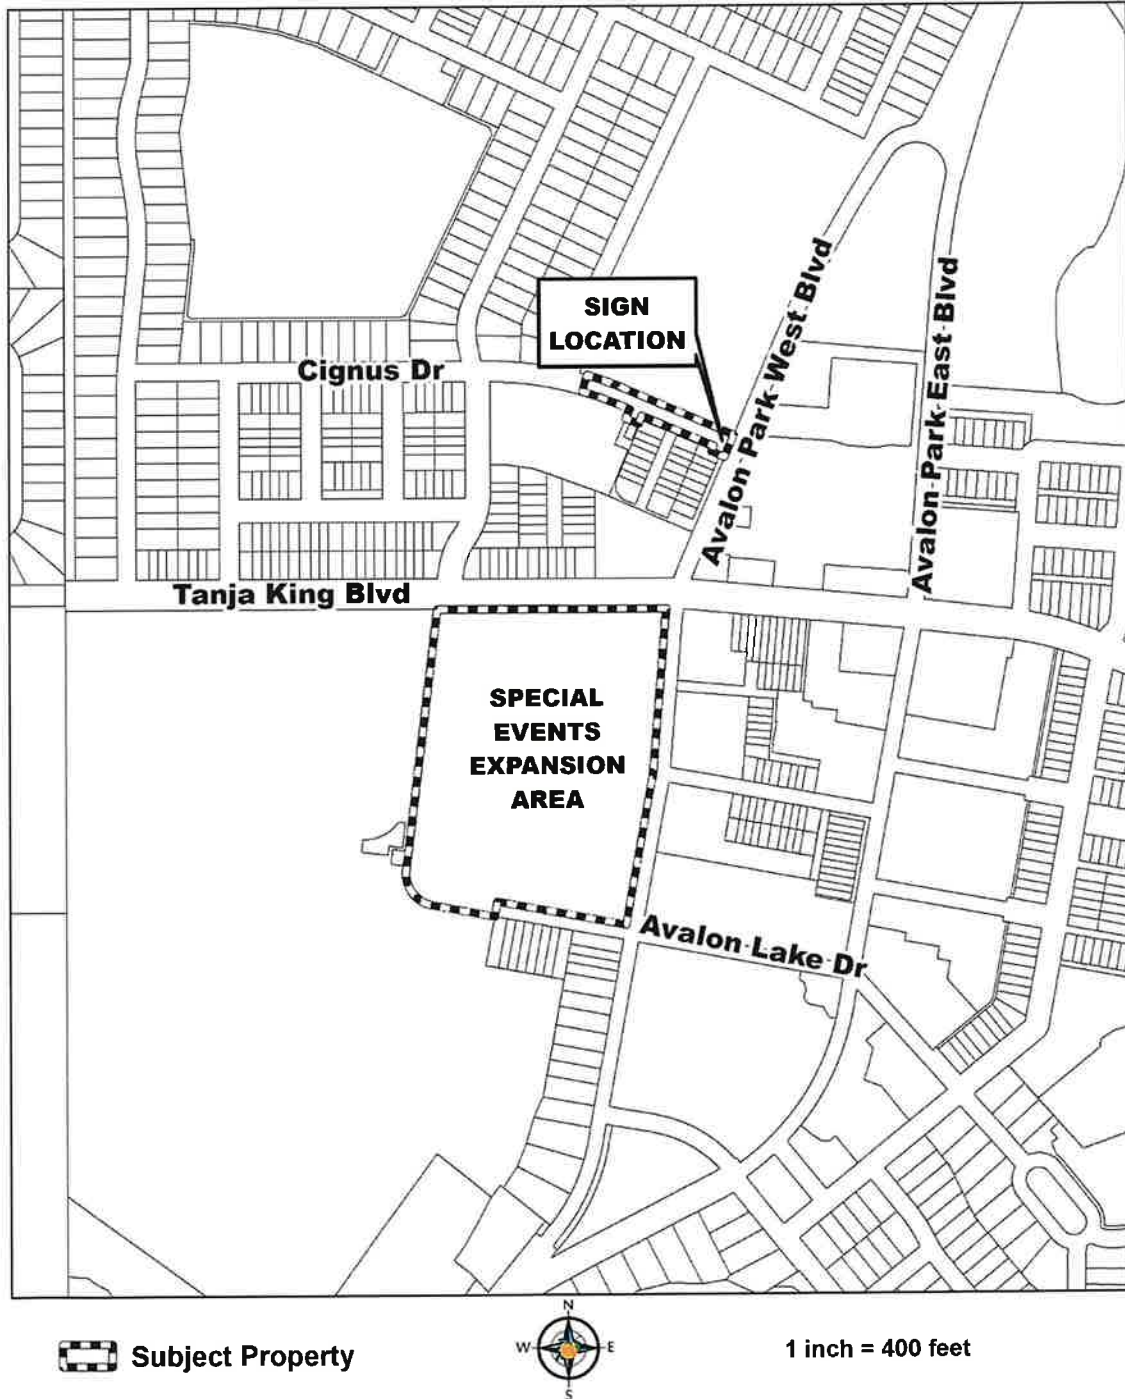 SIGN
LOCATION
Avalon Park West Blvd
Avalon Park East Blvd
Cignus Dr
Tanja King Blvd
SPECIAL
EVENTS
EXPANSION
AREA
Avalon Lake Dr
N
W E
S
Subject Property
1 inch = 400 feet